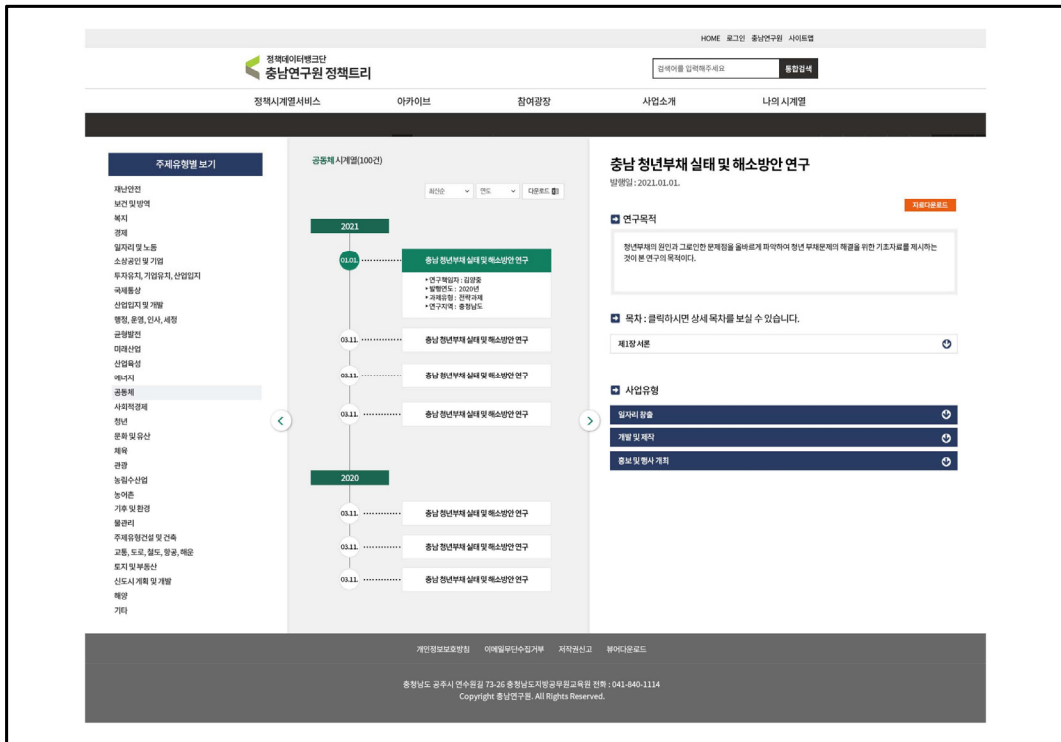 HOME 로그인 충남연구원 사이트맵
정책데이터뱅크단
충남연구원 정책트리
검색어를 입력해주세요
통합검색
정책시계열서비스 아카이브 참여광장 사업소개 나의 시계열
주제유형별 보기
재난안전
보건 및 방역
복지
경제
일자리 및 노동
소상공인 및 기업
투자유치, 기업유치, 산업입지
국제통상
산업입지 및 개발
행정, 운영, 인사, 세정
균형발전
미래산업
산업육성
에너지
공동체
사회적경제
청년
문화 및 유산
체육
관광
농림수산업
농어촌
기후 및 환경
물관리
주제유형건설 및 건축
교통, 도로, 철도, 항공, 해운
토지 및 부동산
신도시 계획 및 개발
해양
기타
공동체 시계열(100건)
최신순 연도 다운로드
2021
01.01. 충남 청년부채 실태 및 해소방안 연구
• 연구책임자 : 김양중
• 발행연도 : 2020년
• 과제유형 : 전략과제
• 연구지역 : 충청남도
03.11. 충남 청년부채 실태 및 해소방안 연구
03.11. 충남 청년부채 실태 및 해소방안 연구
03.11. 충남 청년부채 실태 및 해소방안 연구
2020
03.11. 충남 청년부채 실태 및 해소방안 연구
03.11. 충남 청년부채 실태 및 해소방안 연구
03.11. 충남 청년부채 실태 및 해소방안 연구
충남 청년부채 실태 및 해소방안 연구
발행일 : 2021.01.01.
자료다운로드
연구목적
청년부채의 원인과 그로인한 문제점을 올바르게 파악하여 청년 부채문제의 해결을 위한 기초자료를 제시하는
것이 본 연구의 목적이다.
목차 : 클릭하시면 상세 목차를 보실 수 있습니다.
제1장 서론
사업유형
일자리 창출
개발 및 제작
홍보 및 행사 개최
개인정보보호방침 이메일무단수집거부 저작권신고 뷰어다운로드
충청남도 공주시 연수원길 73-26 충청남도지방공무원교육원 전화 : 041-840-1114
Copyright 충남연구원. All Rights Reserved.